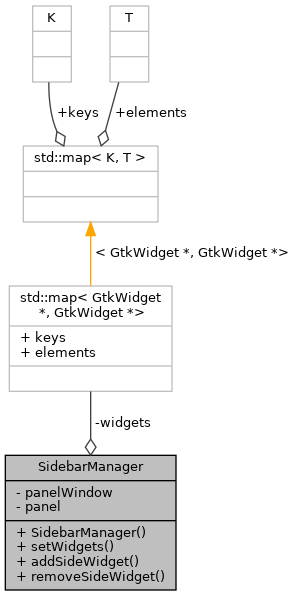 K
T
+keys
+elements
std::map< K, T >
< GtkWidget *, GtkWidget *>
std::map< GtkWidget
*, GtkWidget *>
+ keys
+ elements
-widgets
SidebarManager
- panelWindow
- panel
+ SidebarManager()
+ setWidgets()
+ addSideWidget()
+ removeSideWidget()